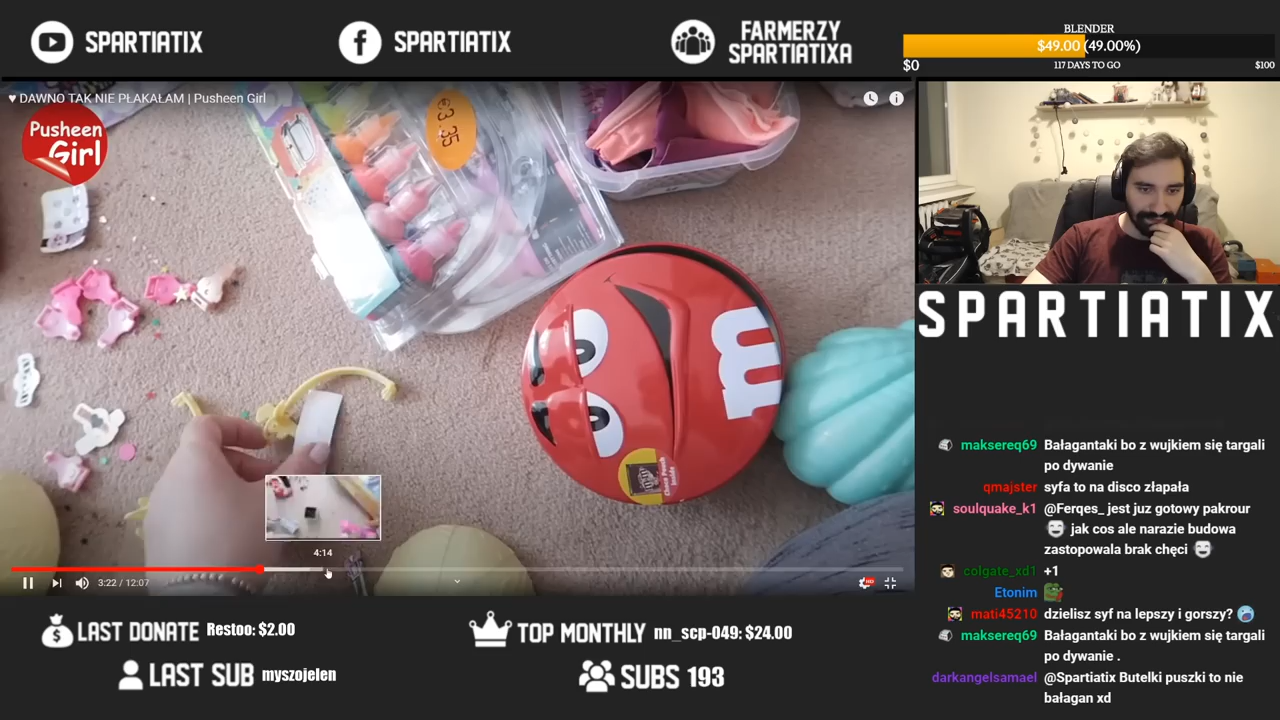 SPARTIATIX
SPARTIATIX
FARMERZY
SPARTIATIXA
BLENDER
$49.00 (49.00%)
$0
117 DAYS TO GO
$100
♥ DAWNO TAK NIE PŁAKAŁAM | Pusheen Girl
Pusheen
Girl
€3.35
m
4:14
3:22 / 12:07
HD
SPARTIATIX
maksereq69 Bałagantaki bo z wujkiem się targali
po dywanie
qmajster syfa to na disco złapała
soulquake_k1 @Ferqes_ jest juz gotowy pakrour
jak cos ale narazie budowa
zastopowala brak chęci
colgate_xd1 +1
Etonim
mati45210 dzielisz syf na lepszy i gorszy?
maksereq69 Bałagantaki bo z wujkiem się targali
po dywanie .
darkangelsamael @Spartiatix Butelki puszki to nie
bałagan xd
LAST DONATE Restoo: $2.00
TOP MONTHLY nn_scp-049: $24.00
LAST SUB myszojelen
SUBS 193